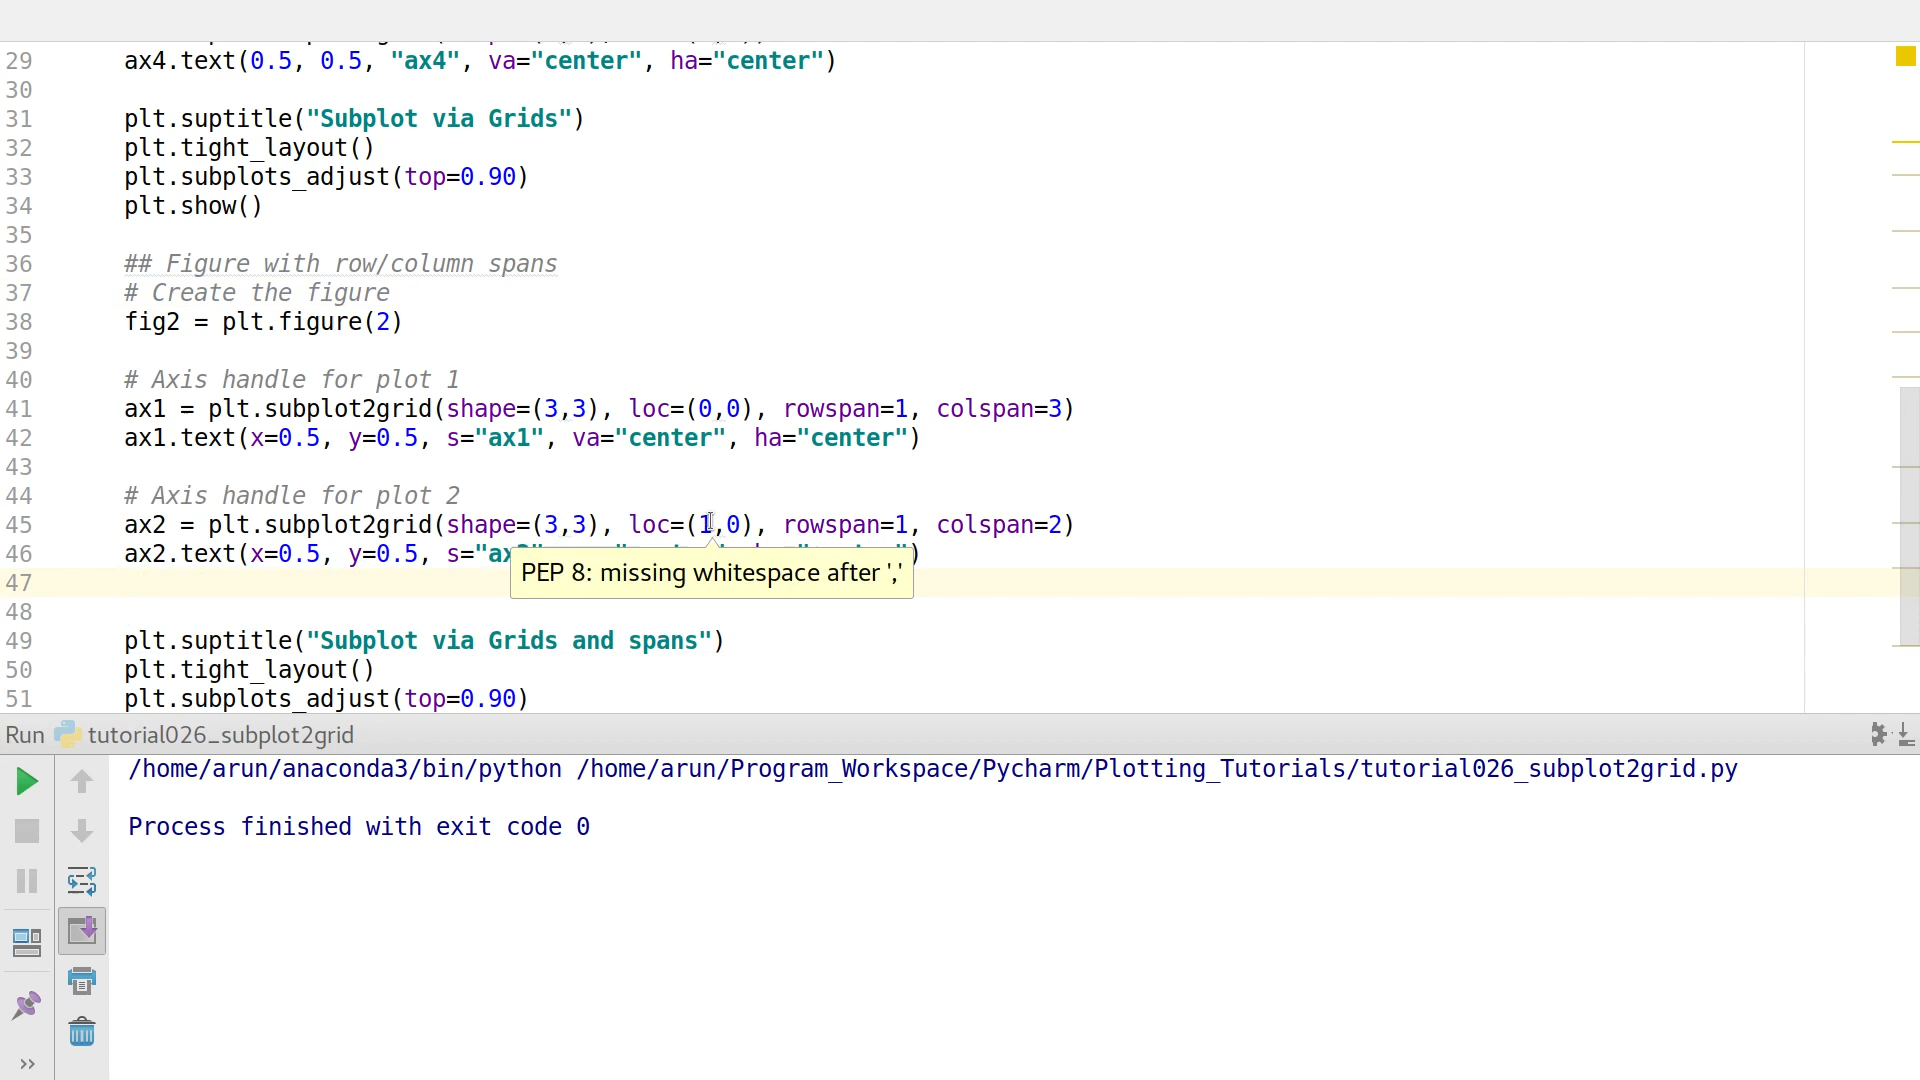 29 ax4.text(0.5, 0.5, "ax4", va="center", ha="center")
30
31 plt.suptitle("Subplot via Grids")
32 plt.tight_layout()
33 plt.subplots_adjust(top=0.90)
34 plt.show()
35
36 ## Figure with row/column spans
37 # Create the figure
38 fig2 = plt.figure(2)
39
40 # Axis handle for plot 1
41 ax1 = plt.subplot2grid(shape=(3,3), loc=(0,0), rowspan=1, colspan=3)
42 ax1.text(x=0.5, y=0.5, s="ax1", va="center", ha="center")
43
44 # Axis handle for plot 2
45 ax2 = plt.subplot2grid(shape=(3,3), loc=(1,0), rowspan=1, colspan=2)
46 ax2.text(x=0.5, y=0.5, s="ax )
PEP 8: missing whitespace after ','
47
48
49 plt.suptitle("Subplot via Grids and spans")
50 plt.tight_layout()
51 plt.subplots_adjust(top=0.90)
Run tutorial026_subplot2grid
/home/arun/anaconda3/bin/python /home/arun/Program_Workspace/Pycharm/Plotting_Tutorials/tutorial026_subplot2grid.py
Process finished with exit code 0